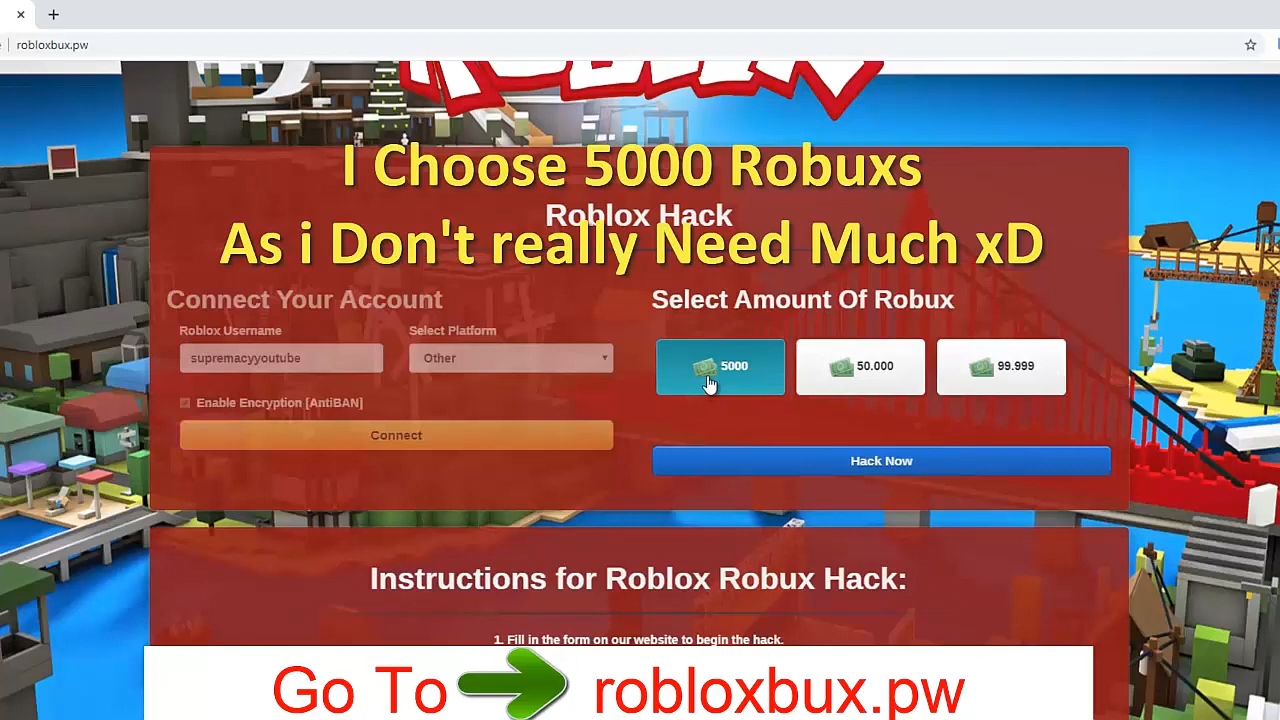 robloxbux.pw
I Choose 5000 Robuxs
Roblox Hack
As i Don't really Need Much xD
Connect Your Account
Select Amount Of Robux
Roblox Username
Select Platform
supremacyyoutube
Other
5000
50.000
99.999
Enable Encryption [AntiBAN]
Connect
Hack Now
Instructions for Roblox Robux Hack:
1. Fill in the form on our website to begin the hack.
Go To robloxbux.pw